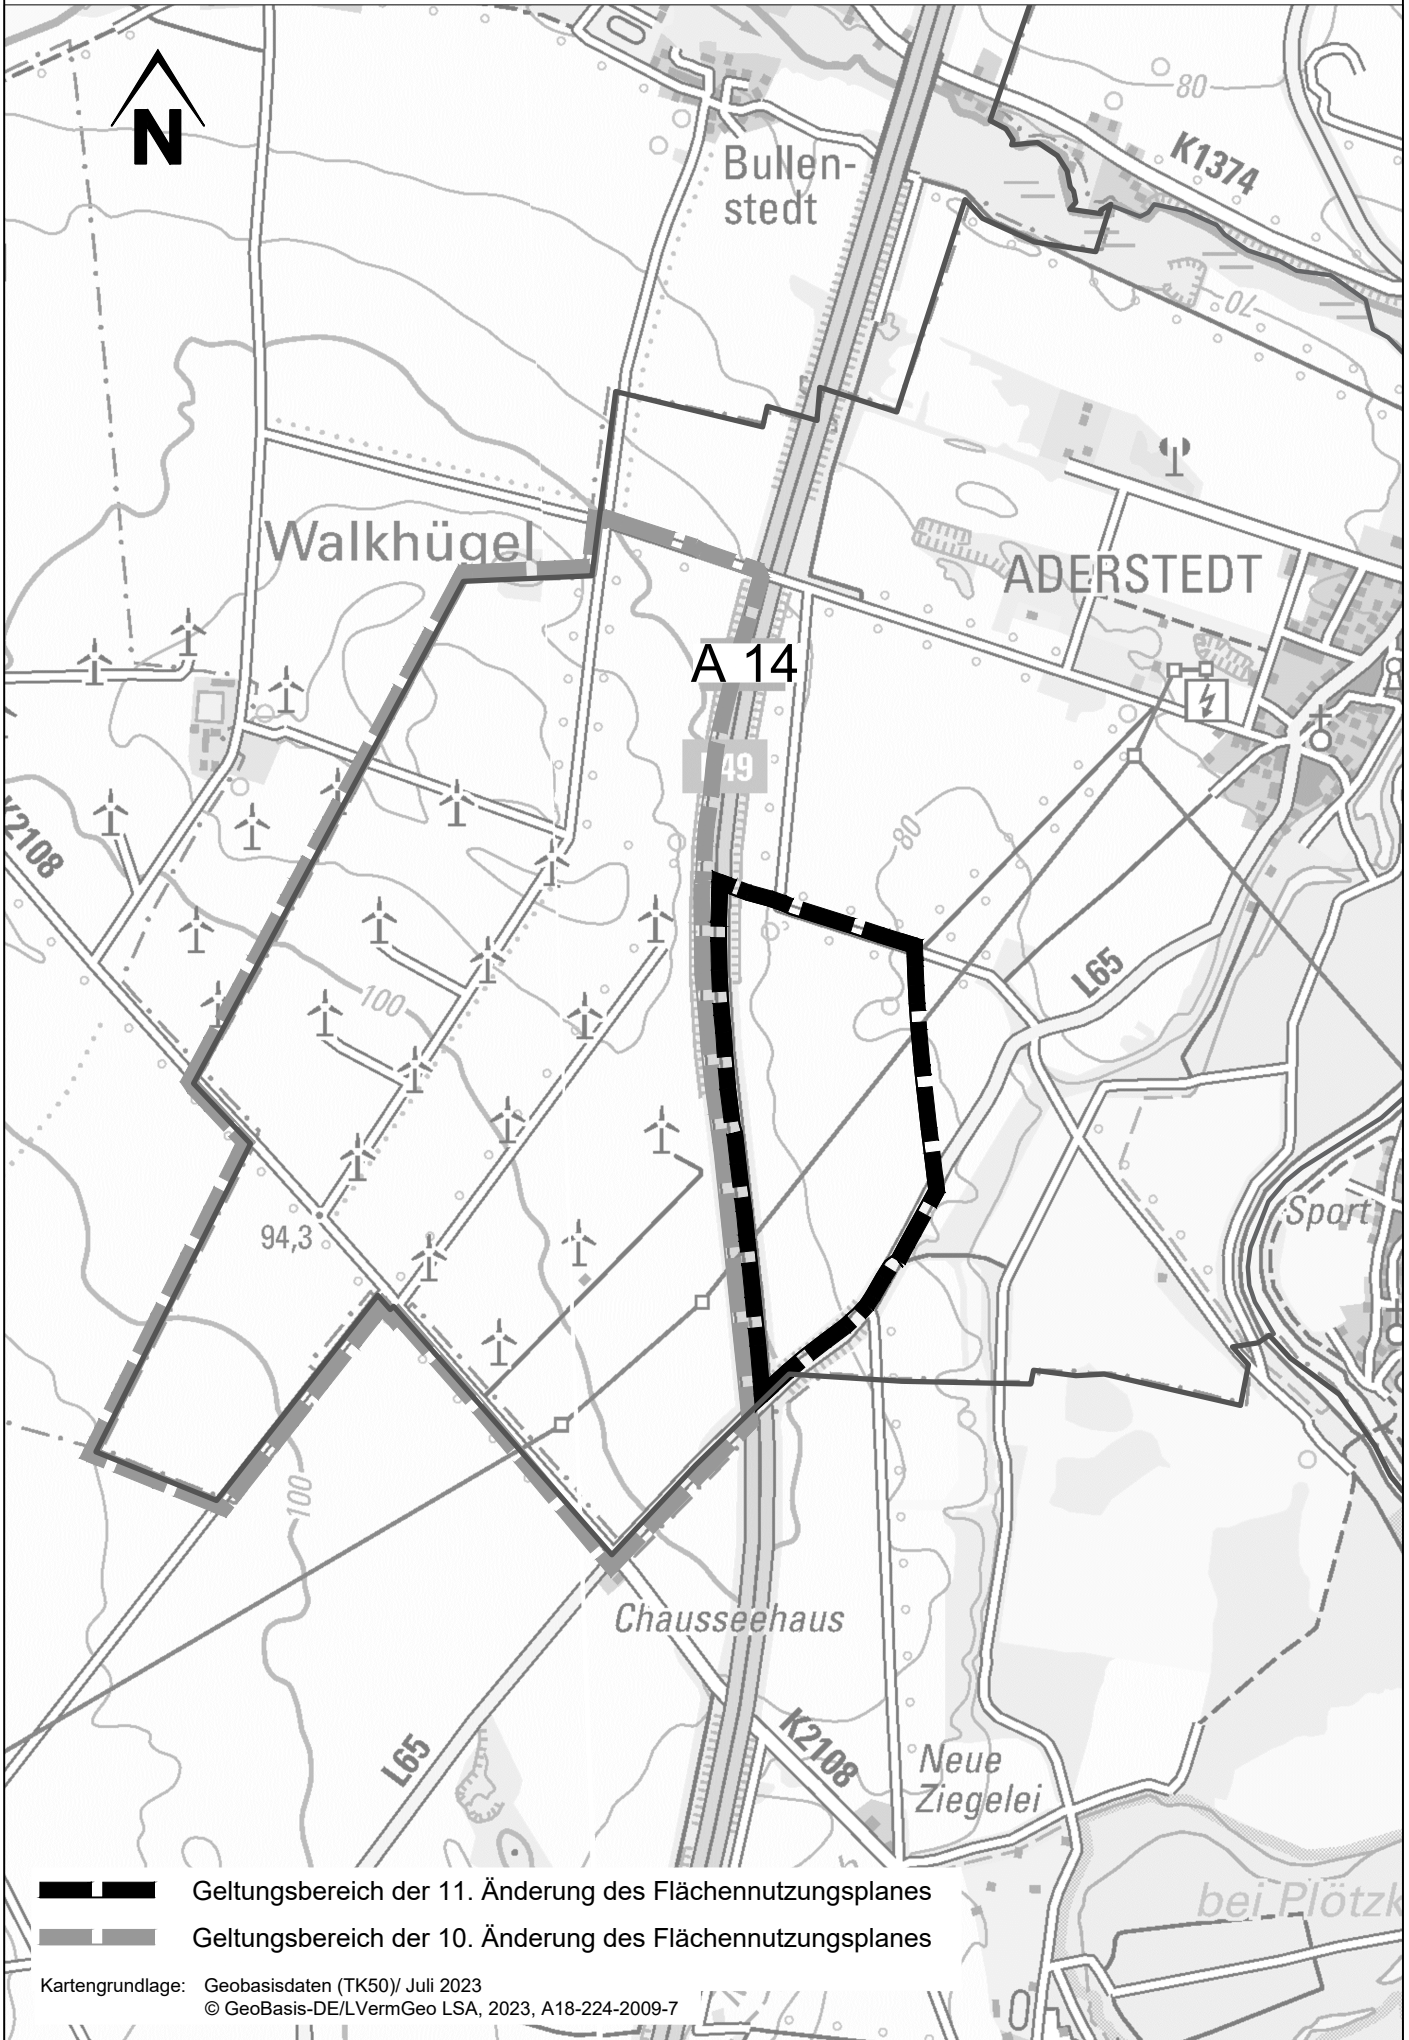 N
Bullen-
stedt
K1374
80
70
Walkhügel
ADERSTEDT
A 14
49
K2108
80
100
L65
94,3
Sport
100
Chausseehaus
L65
K2108
Neue
Ziegelei
bei Plötzk
Geltungsbereich der 11. Änderung des Flächennutzungsplanes
Geltungsbereich der 10. Änderung des Flächennutzungsplanes
Kartengrundlage: Geobasisdaten (TK50)/ Juli 2023
© GeoBasis-DE/LVermGeo LSA, 2023, A18-224-2009-7